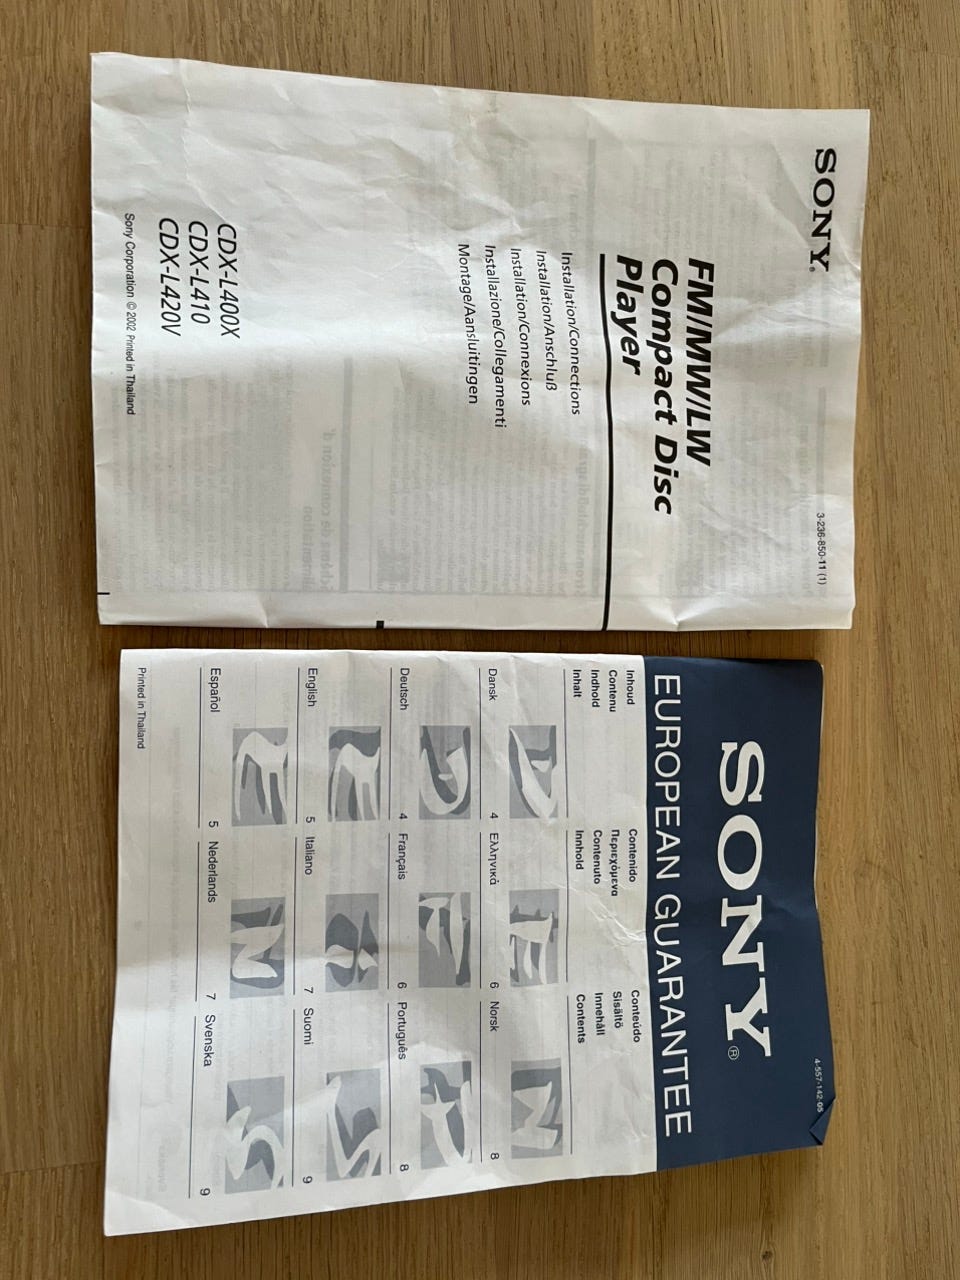 SONY®
3-236-850-11 (1)
FM/MW/LW
Compact Disc
Player
Installation/Connections
Installation/Anschluß
Installation/Connexions
Installazione/Collegamenti
Montage/Aansluitingen
CDX-L400X
CDX-L410
CDX-L420V
Sony Corporation © 2002 Printed in Thailand
4-557-142-05
SONY®
EUROPEAN GUARANTEE
Inhoud
Contenu
Indhold
Inhalt
Contenido
Περιεχόμενα
Contenuto
Innhold
Conteúdo
Sisältö
Innehåll
Contents
Dansk 4
Ελληνικά 6
Norsk 8
Deutsch 4
Français 6
Português 8
English 5
Italiano 7
Suomi 9
Español 5
Nederlands 7
Svenska 9
Printed in Thailand